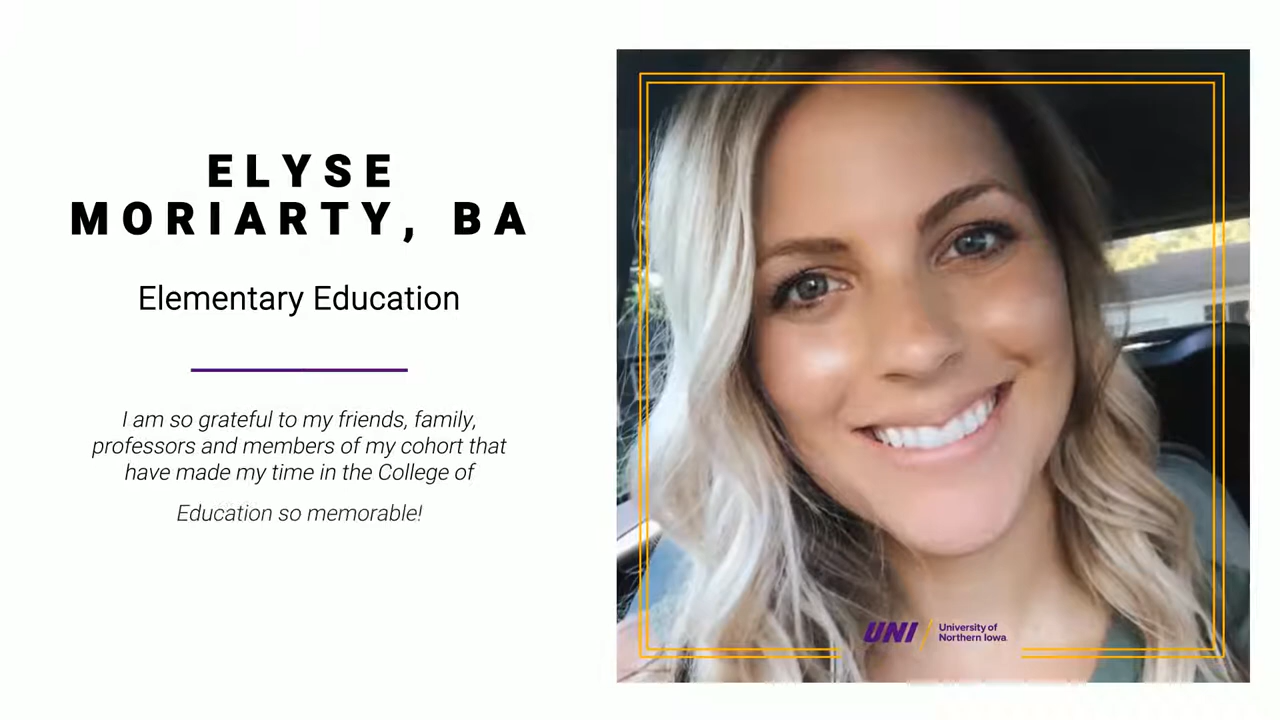 ELYSE
MORIARTY, BA
Elementary Education
I am so grateful to my friends, family,
professors and members of my cohort that
have made my time in the College of
Education so memorable!
UNI
University of
Northern Iowa